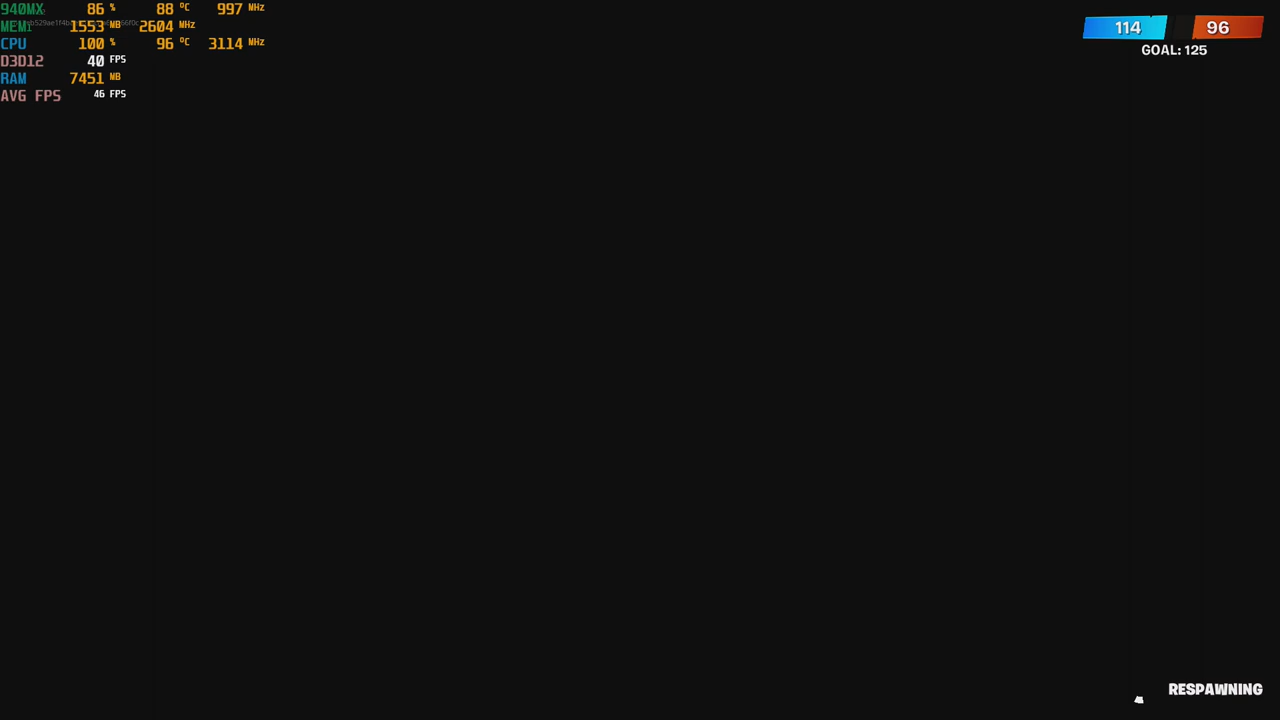 940MX 86 % 88 °C 997 MHz
MEM 1553 MB 2604 MHz
CPU 100 % 96 °C 3114 MHz
D3D12 40 FPS
RAM 7451 MB
AVG FPS 46 FPS
114 96
GOAL: 125
RESPAWNING